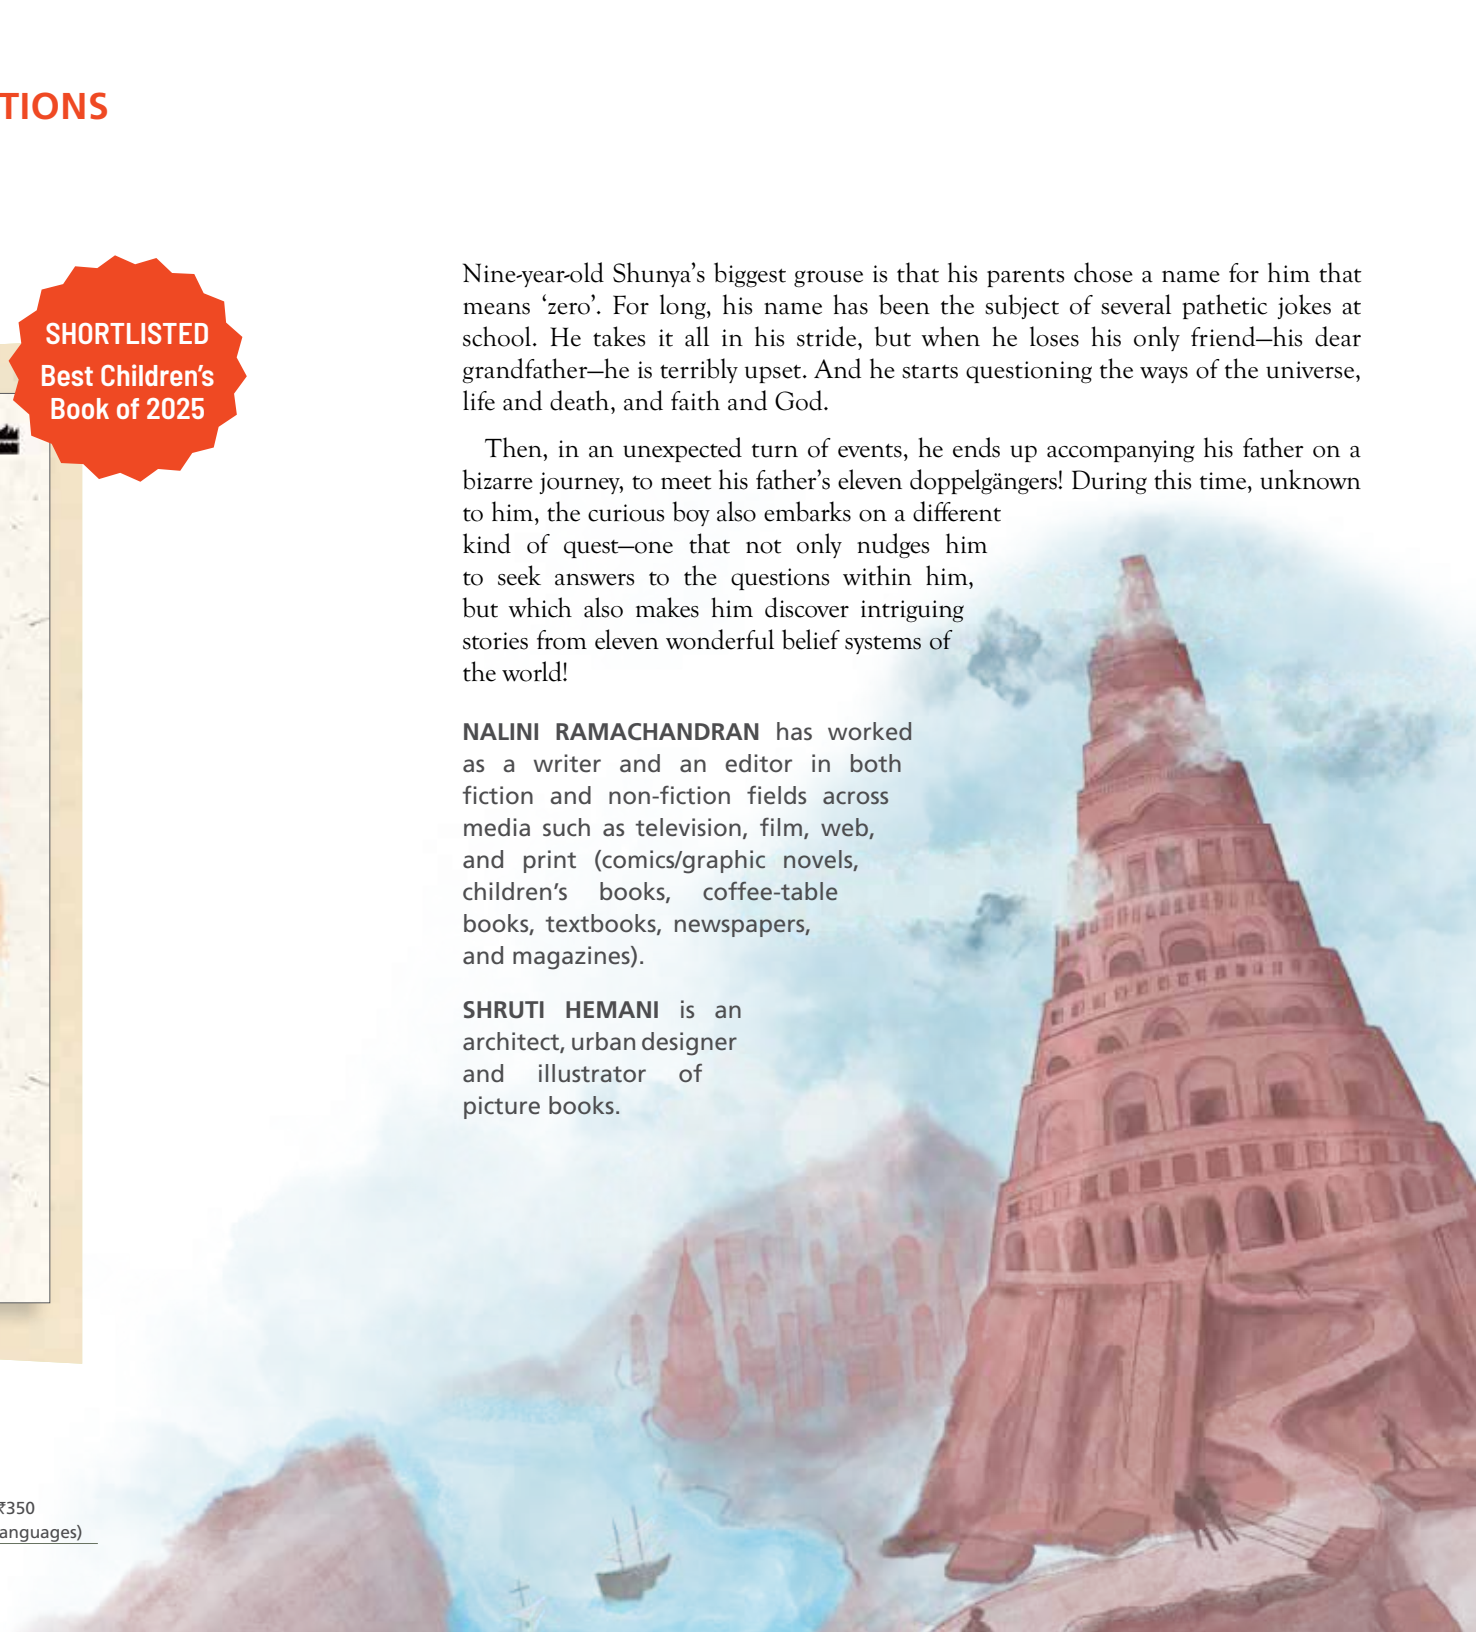 TIONS
SHORTLISTED
Best Children’s
Book of 2025
Nine-year-old Shunya’s biggest grouse is that his parents chose a name for him that
means ‘zero’. For long, his name has been the subject of several pathetic jokes at
school. He takes it all in his stride, but when he loses his only friend—his dear
grandfather—he is terribly upset. And he starts questioning the ways of the universe,
life and death, and faith and God.
Then, in an unexpected turn of events, he ends up accompanying his father on a
bizarre journey, to meet his father’s eleven doppelgängers! During this time, unknown
to him, the curious boy also embarks on a different
kind of quest—one that not only nudges him
to seek answers to the questions within him,
but which also makes him discover intriguing
stories from eleven wonderful belief systems of
the world!
NALINI RAMACHANDRAN has worked
as a writer and an editor in both
fiction and non-fiction fields across
media such as television, film, web,
and print (comics/graphic novels,
children’s books, coffee-table
books, textbooks, newspapers,
and magazines).
SHRUTI HEMANI is an
architect, urban designer
and illustrator of
picture books.
₹350
anguages)